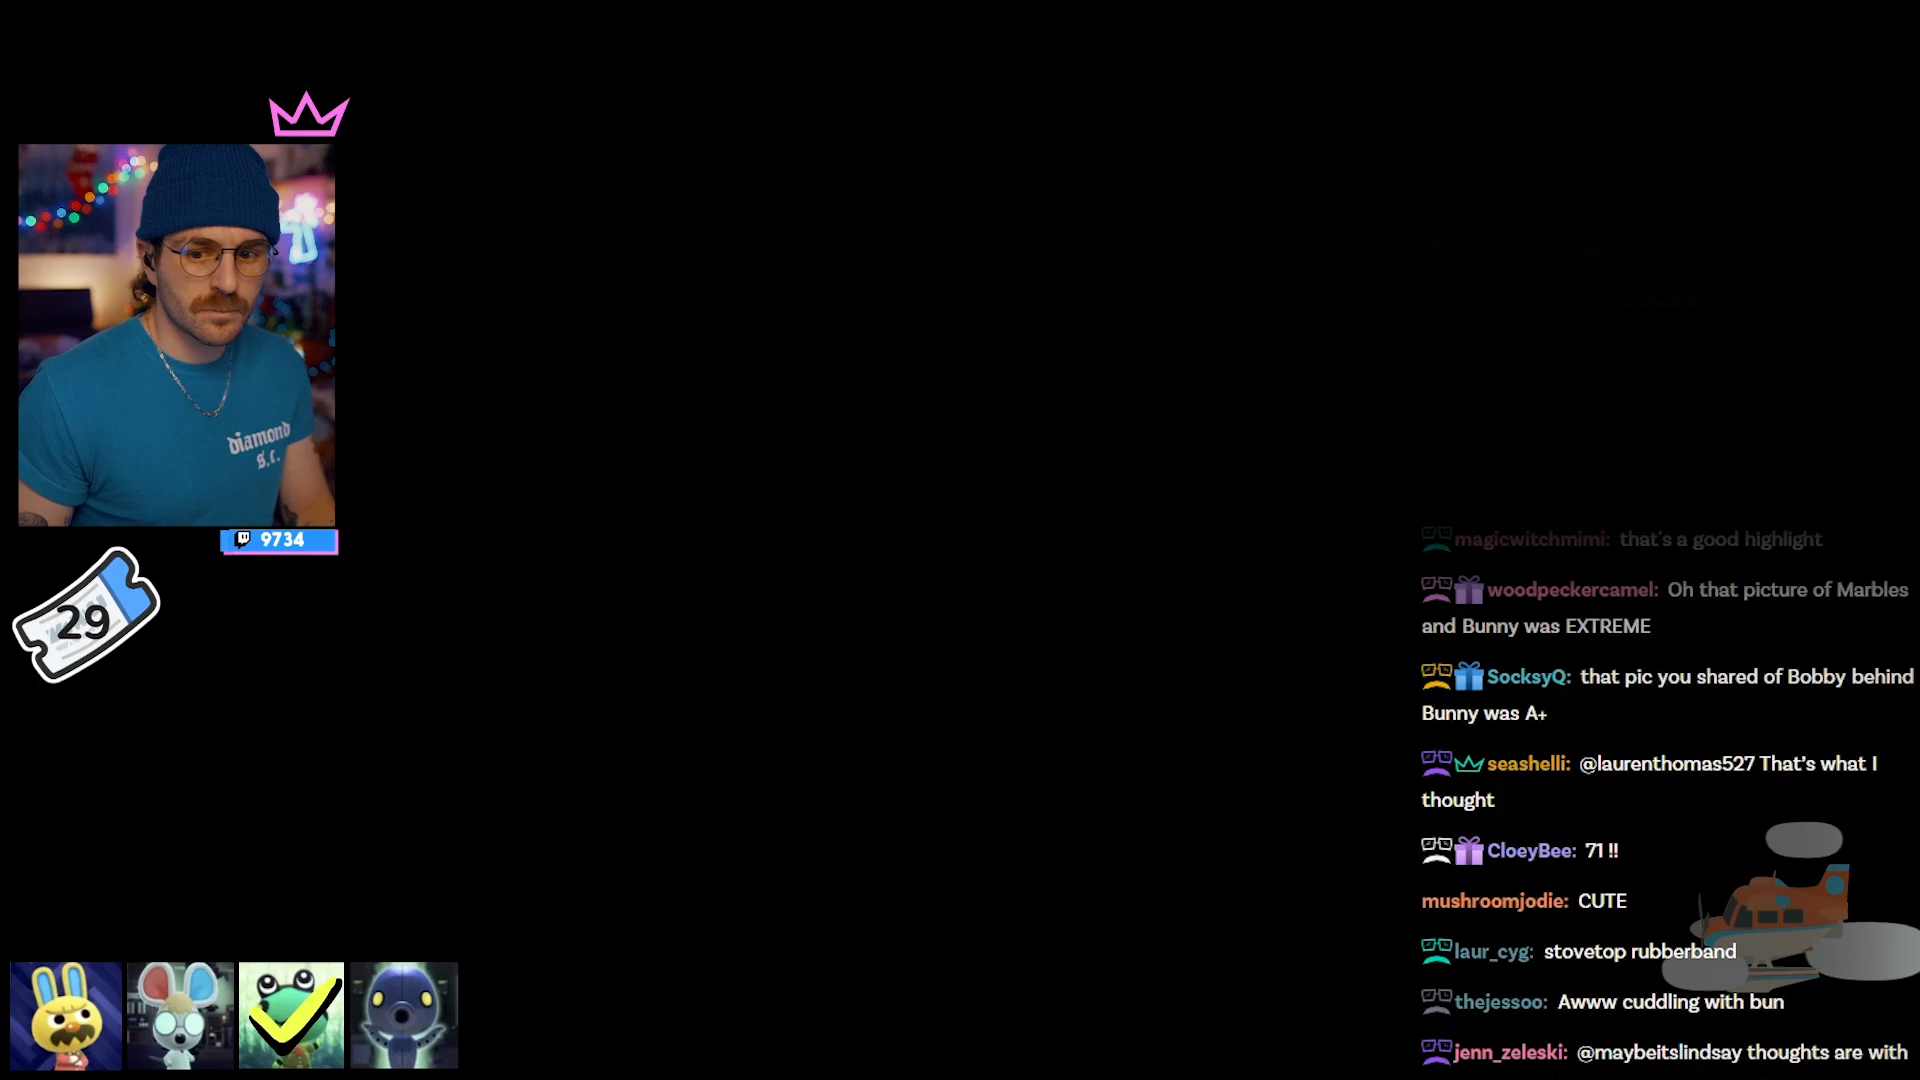 diamond
s.c.
9734
29
magicwitchmimi: that's a good highlight
woodpeckercamel: Oh that picture of Marbles
and Bunny was EXTREME
SocksyQ: that pic you shared of Bobby behind
Bunny was A+
seashelli: @laurenthomas527 That's what I
thought
CloeyBee: 71 !!
mushroomjodie: CUTE
laur_cyg: stovetop rubberband
thejessoo: Awww cuddling with bun
jenn_zeleski: @maybeitslindsay thoughts are with